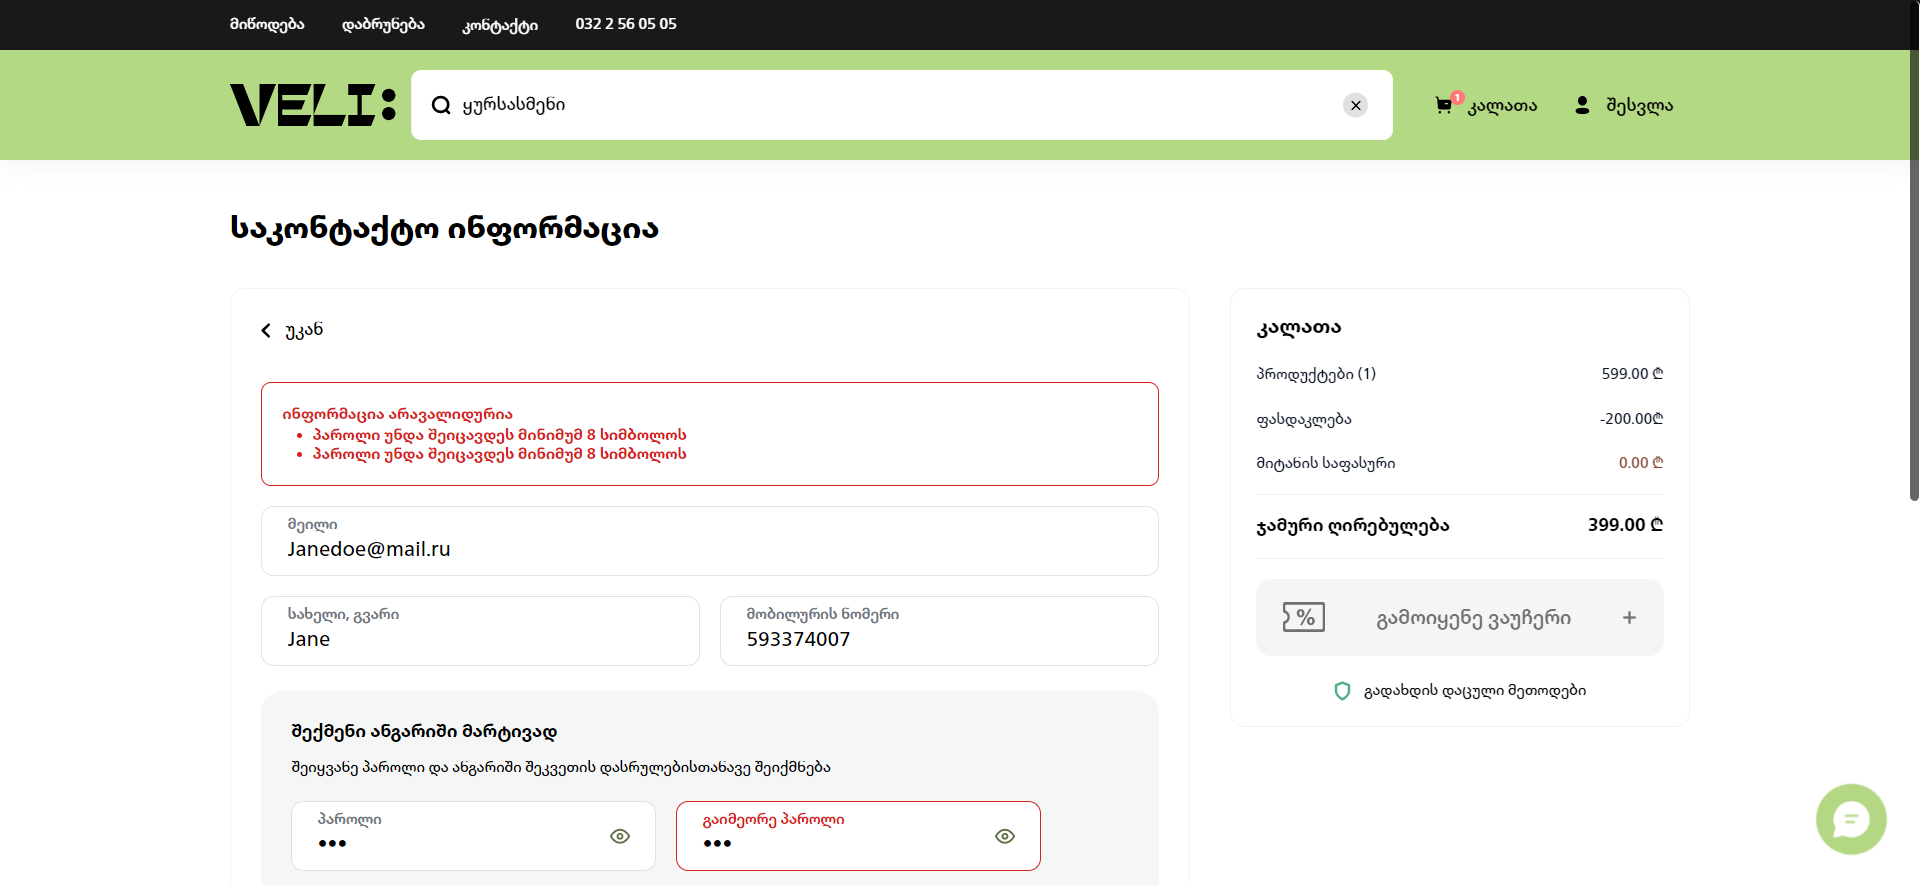 მიწოდება
დაბრუნება
კონტაქტი
032 2 56 05 05
VELI:
ყურსასმენი
1
კალათა
შესვლა
საკონტაქტო ინფორმაცია
უკან
ინფორმაცია არავალიდურია
• პაროლი უნდა შეიცავდეს მინიმუმ 8 სიმბოლოს
• პაროლი უნდა შეიცავდეს მინიმუმ 8 სიმბოლოს
მეილი
Janedoe@mail.ru
სახელი, გვარი
Jane
მობილურის ნომერი
593374007
შექმენი ანგარიში მარტივად
შეიყვანე პაროლი და ანგარიში შეკვეთის დასრულებისთანავე შეიქმნება
პაროლი
•••
გაიმეორე პაროლი
•••
კალათა
პროდუქტები (1) 599.00 ₾
ფასდაკლება -200.00₾
მიტანის საფასური 0.00 ₾
ჯამური ღირებულება 399.00 ₾
% გამოიყენე ვაუჩერი +
გადახდის დაცული მეთოდები